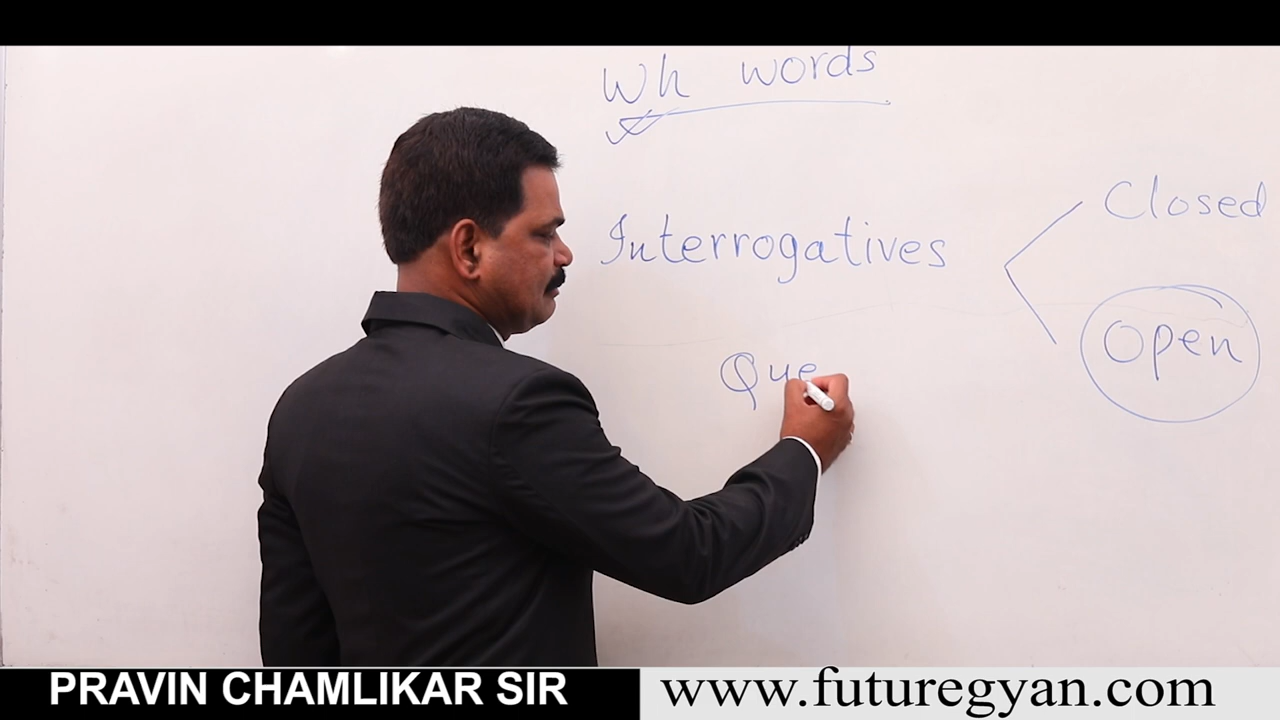 Wh words
Interrogatives
Closed
Open
Que
PRAVIN CHAMLIKAR SIR
www.futuregyan.com